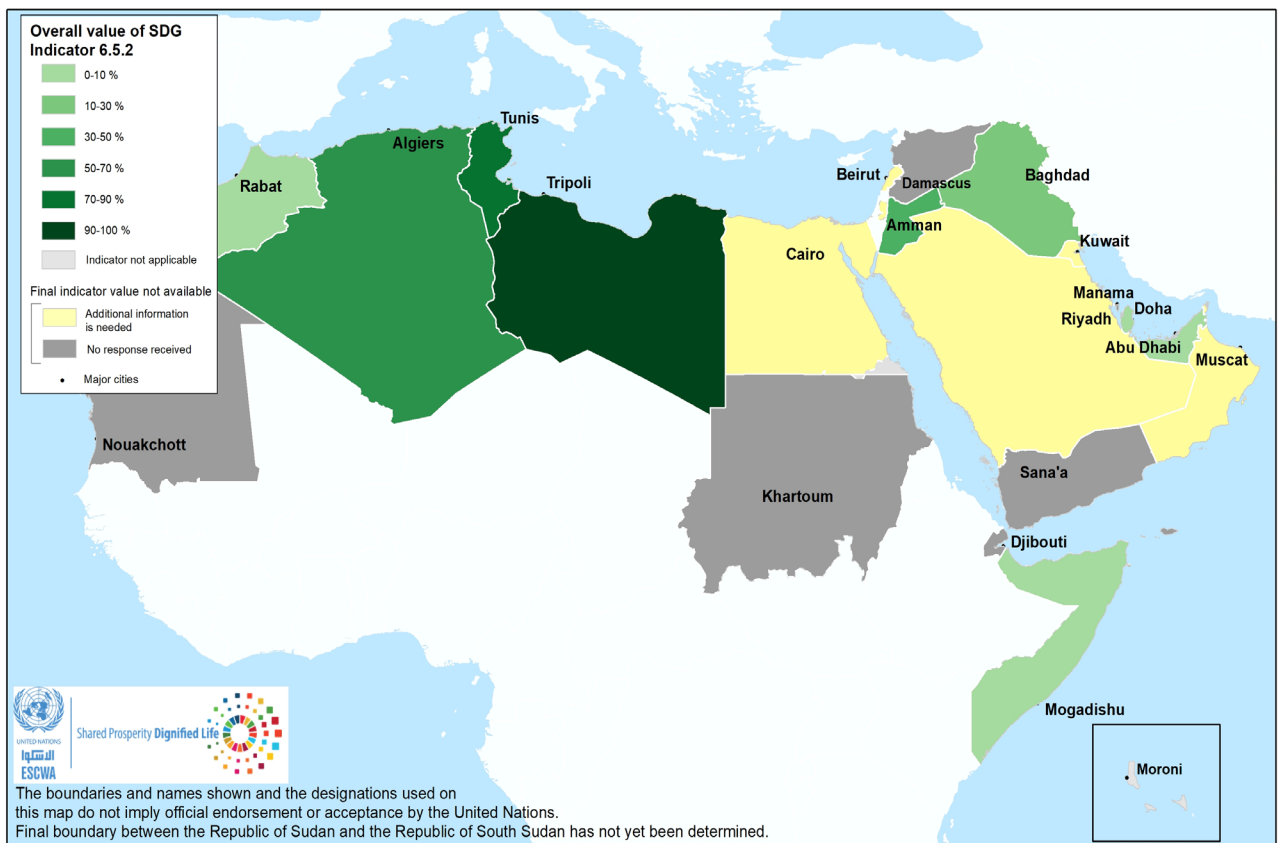 Overall value of SDG
Indicator 6.5.2
0-10 %
10-30 %
30-50 %
50-70 %
70-90 %
90-100 %
Indicator not applicable
Final indicator value not available
Additional information
is needed
No response received
Major cities
Tunis
Algiers
Rabat
Tripoli
Beirut
Damascus
Baghdad
Amman
Cairo
Kuwait
Manama
Doha
Riyadh
Abu Dhabi
Muscat
Nouakchott
Khartoum
Sana'a
Djibouti
Mogadishu
Moroni
UNITED NATIONS
الاسكوا
ESCWA
Shared Prosperity Dignified Life
The boundaries and names shown and the designations used on
this map do not imply official endorsement or acceptance by the United Nations.
Final boundary between the Republic of Sudan and the Republic of South Sudan has not yet been determined.